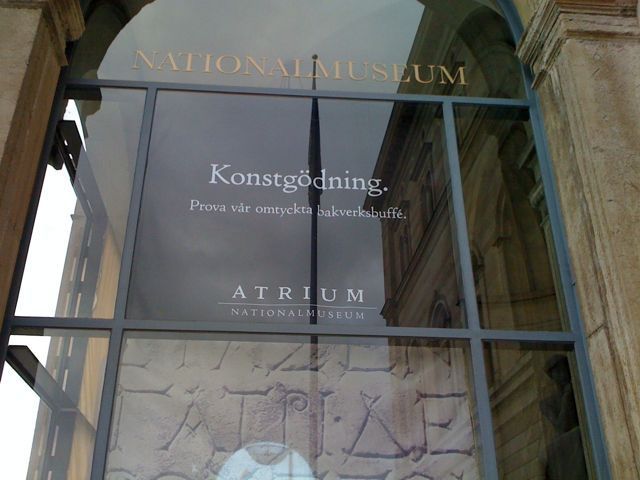 NATIONALMUSEUM
Konstgödning.
Prova vår omtyckta bakverksbuffé.
ATRIUM
NATIONALMUSEUM